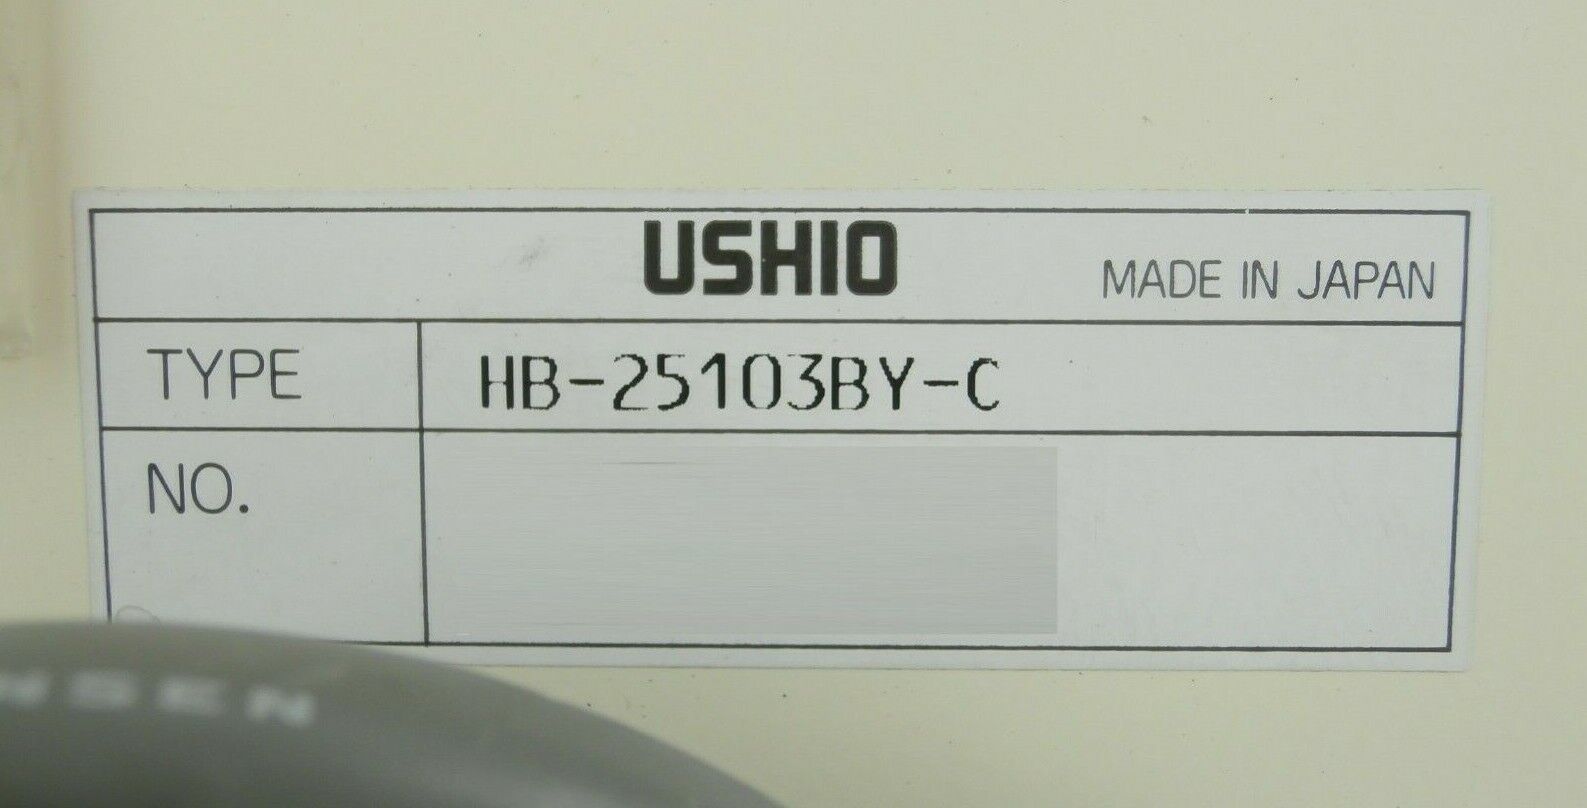 USHIO
MADE IN JAPAN
TYPE HB-25103BY-C
NO.